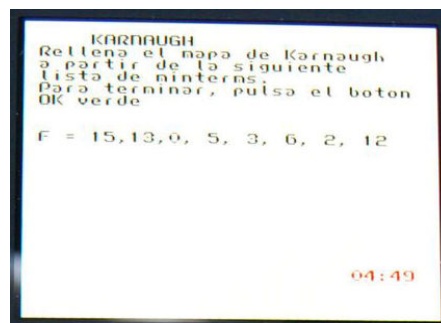 KARNAUGH
Rellena el mapa de Karnaugh
a partir de la siguiente
lista de minterms.
Para terminar, pulsa el boton
OK verde
F = 15,13,0, 5, 3, 6, 2, 12
04:49